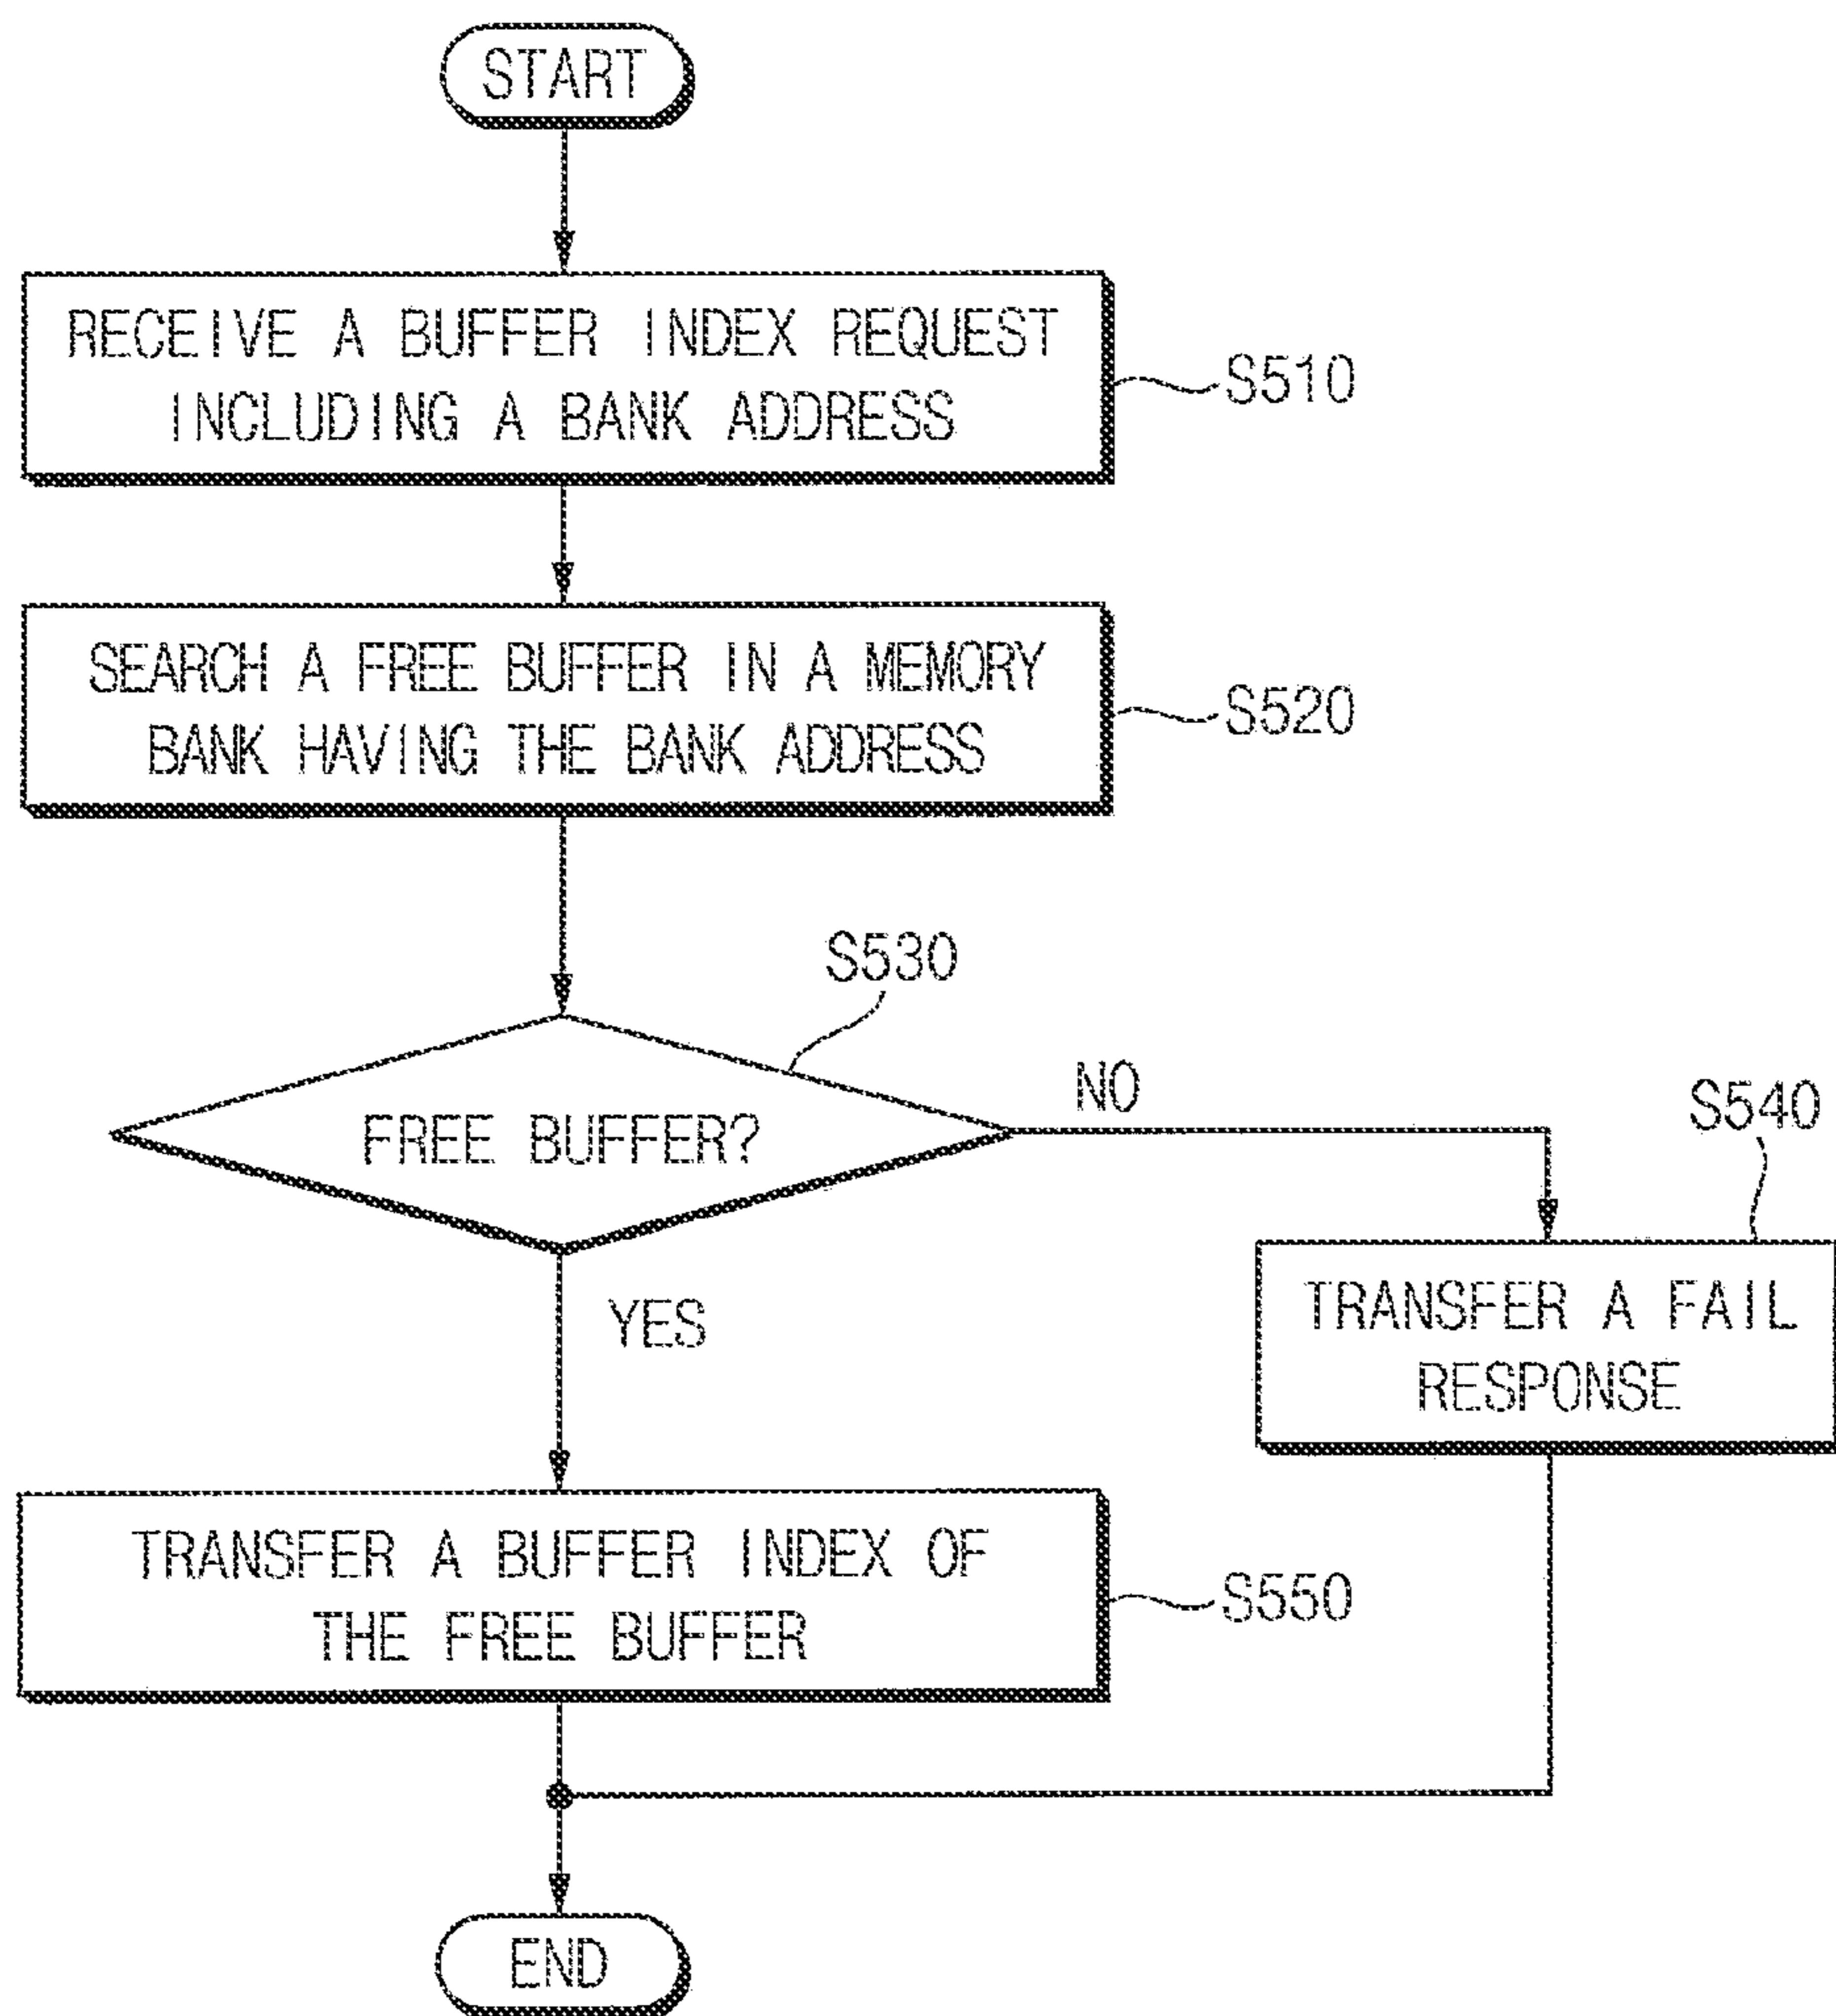 START
RECEIVE A BUFFER INDEX REQUEST
INCLUDING A BANK ADDRESS
S510
SEARCH A FREE BUFFER IN A MEMORY
BANK HAVING THE BANK ADDRESS
S520
S530
FREE BUFFER?
NO
S540
YES
TRANSFER A FAIL
RESPONSE
TRANSFER A BUFFER INDEX OF
THE FREE BUFFER
S550
END